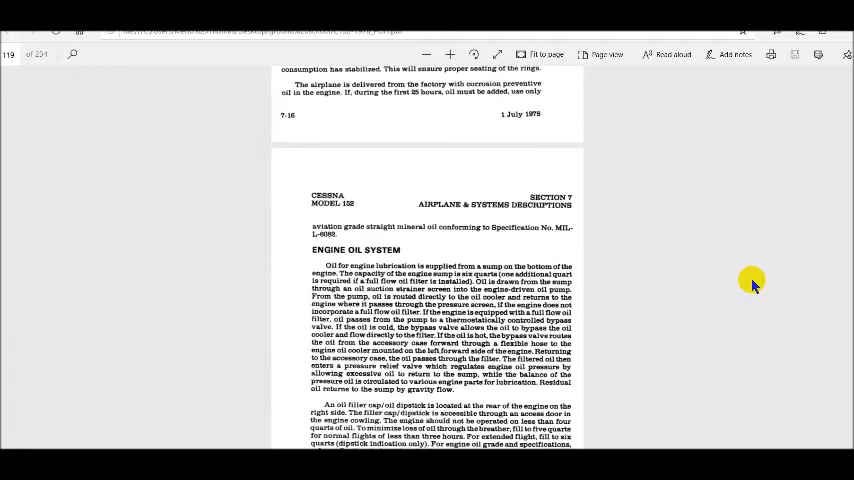 119 of 234
Fit to page
Page view
Read aloud
Add notes
consumption has stabilized. This will ensure proper seating of the rings.
The airplane is delivered from the factory with corrosion preventive
oil in the engine. If, during the first 25 hours, oil must be added, use only
7-16 1 July 1978
CESSNA SECTION 7
MODEL 152 AIRPLANE & SYSTEMS DESCRIPTIONS
aviation grade straight mineral oil conforming to Specification No. MIL-
L-6082.
ENGINE OIL SYSTEM
Oil for engine lubrication is supplied from a sump on the bottom of the
engine. The capacity of the engine sump is six quarts (one additional quart
is required if a full flow oil filter is installed). Oil is drawn from the sump
through an oil suction strainer screen into the engine-driven oil pump.
From the pump, oil is routed directly to the oil cooler and returns to the
engine where it passes through the pressure screen, if the engine does not
incorporate a full flow oil filter. If the engine is equipped with a full flow oil
filter, oil passes from the pump to a thermostatically controlled bypass
valve. If the oil is cold, the bypass valve allows the oil to bypass the oil
cooler and flow directly to the filter. If the oil is hot, the bypass valve routes
the oil from the accessory case forward through a flexible hose to the
engine oil cooler mounted on the left forward side of the engine. Returning
to the accessory case, the oil passes through the filter. The filtered oil then
enters a pressure relief valve which regulates engine oil pressure by
allowing excessive oil to return to the sump, while the balance of the
pressure oil is circulated to various engine parts for lubrication. Residual
oil returns to the sump by gravity flow.
An oil filler cap/oil dipstick is located at the rear of the engine on the
right side. The filler cap/dipstick is accessible through an access door in
the engine cowling. The engine should not be operated on less than four
quarts of oil. To minimize loss of oil through the breather, fill to five quarts
for normal flights of less than three hours. For extended flight, fill to six
quarts (dipstick indication only). For engine oil grade and specifications,